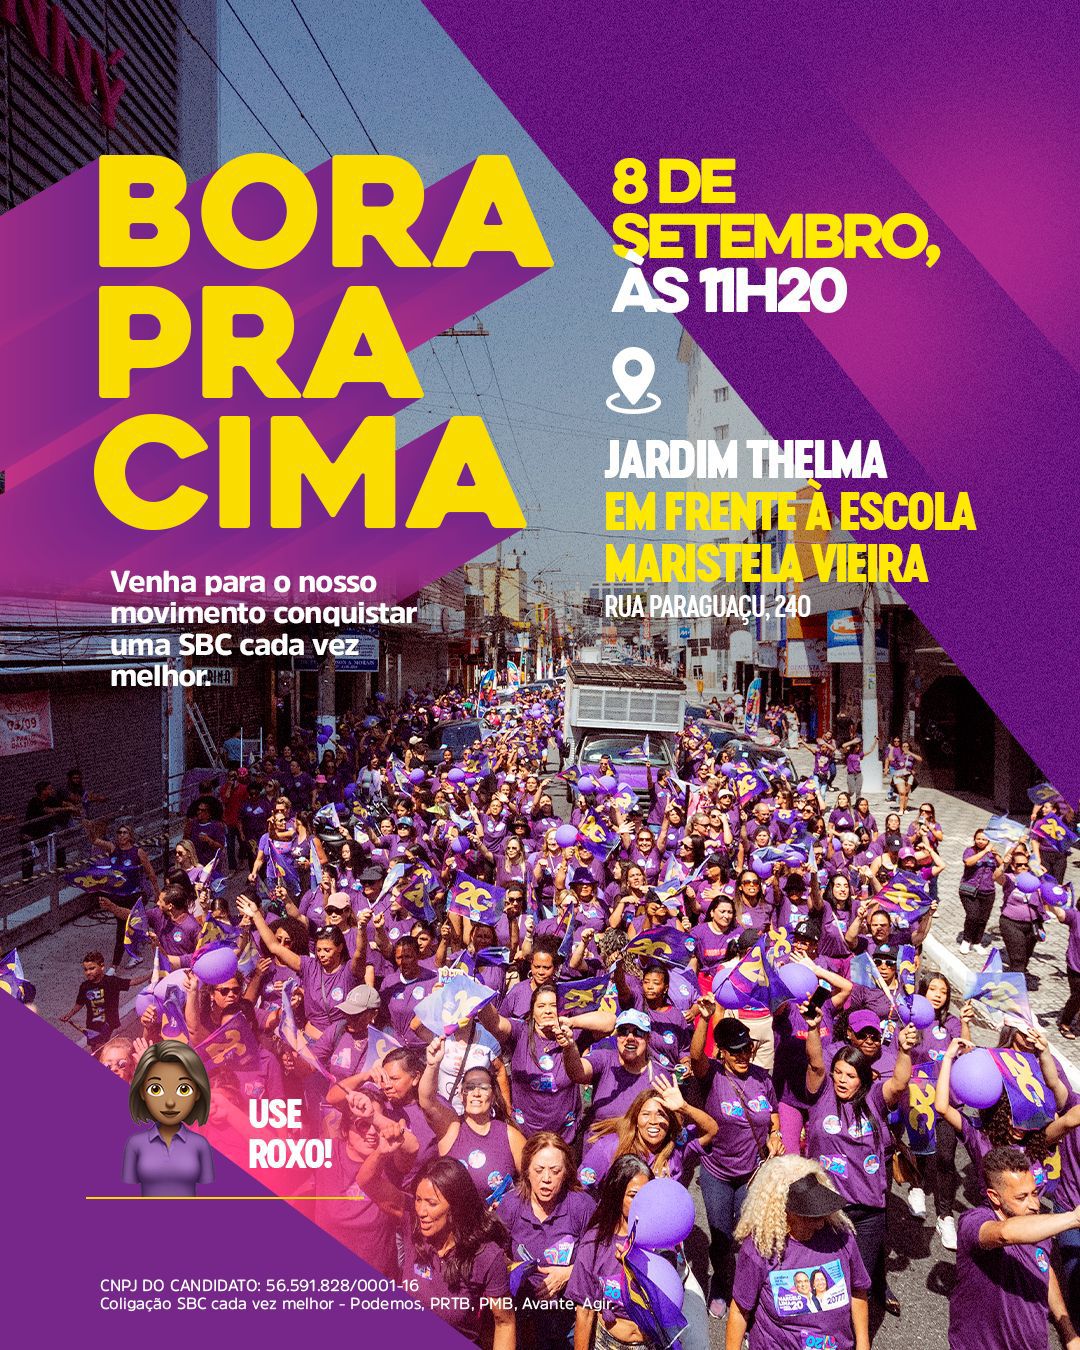 BORA
PRA
CIMA
8 DE
SETEMBRO,
ÀS 11H20
JARDIM THELMA
EM FRENTE À ESCOLA
MARISTELA VIEIRA
RUA PARAGUAÇU, 240
Venha para o nosso
movimento conquistar
uma SBC cada vez
melhor.
USE
ROXO!
CNPJ DO CANDIDATO: 56.591.828/0001-16
Coligação SBC cada vez melhor - Podemos, PRTB, PMB, Avante, Agir.